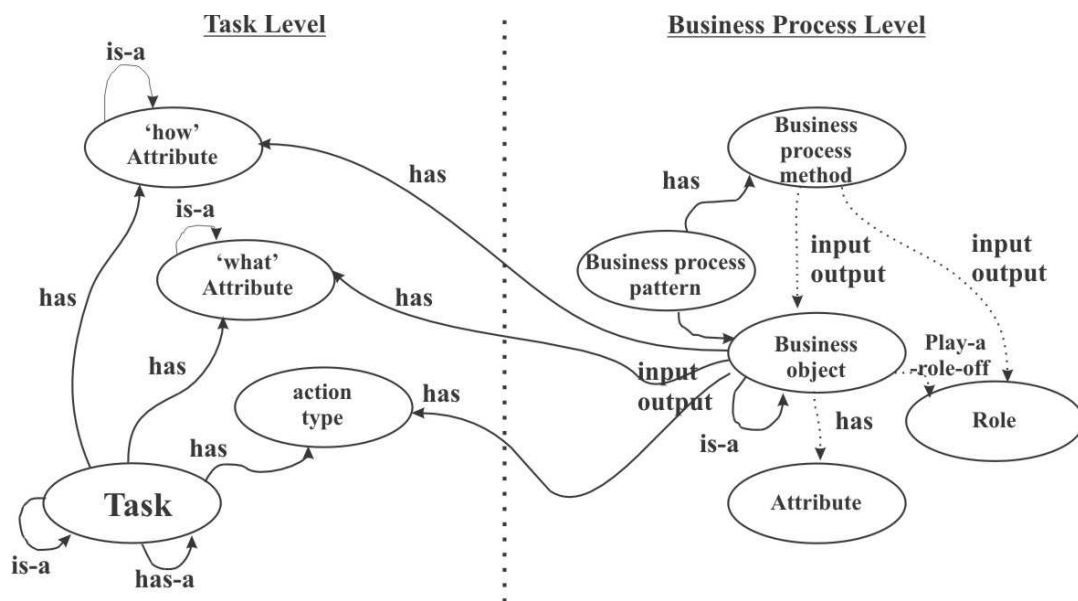 Task Level
Business Process Level
is-a
'how'
Attribute
has
is-a
'what'
Attribute
has
has
has
action
type
has
has
Task
is-a
has-a
Business
process
method
has
input
output
input
output
Business process
pattern
Business
object
Play-a
-role-off
input
output
is-a
has
Role
Attribute